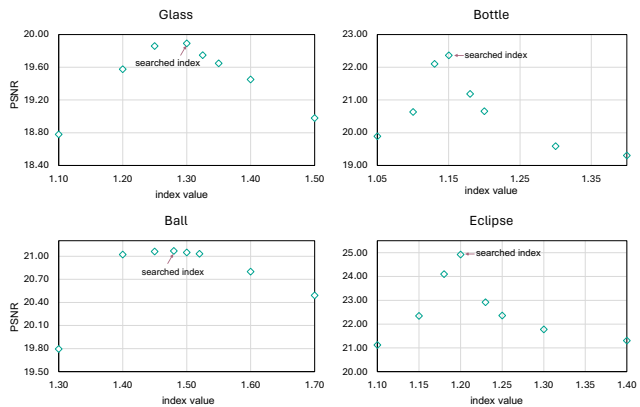 Glass
20.00
19.60
19.20
18.80
18.40
PSNR
searched index
1.10 1.20 1.30 1.40 1.50
index value
Bottle
23.00
22.00
21.00
20.00
19.00
searched index
1.05 1.15 1.25 1.35
index value
Ball
21.00
20.70
20.40
20.10
19.80
19.50
PSNR
searched index
1.30 1.40 1.50 1.60 1.70
index value
Eclipse
25.00
24.00
23.00
22.00
21.00
20.00
searched index
1.10 1.15 1.20 1.25 1.30 1.35 1.40
index value